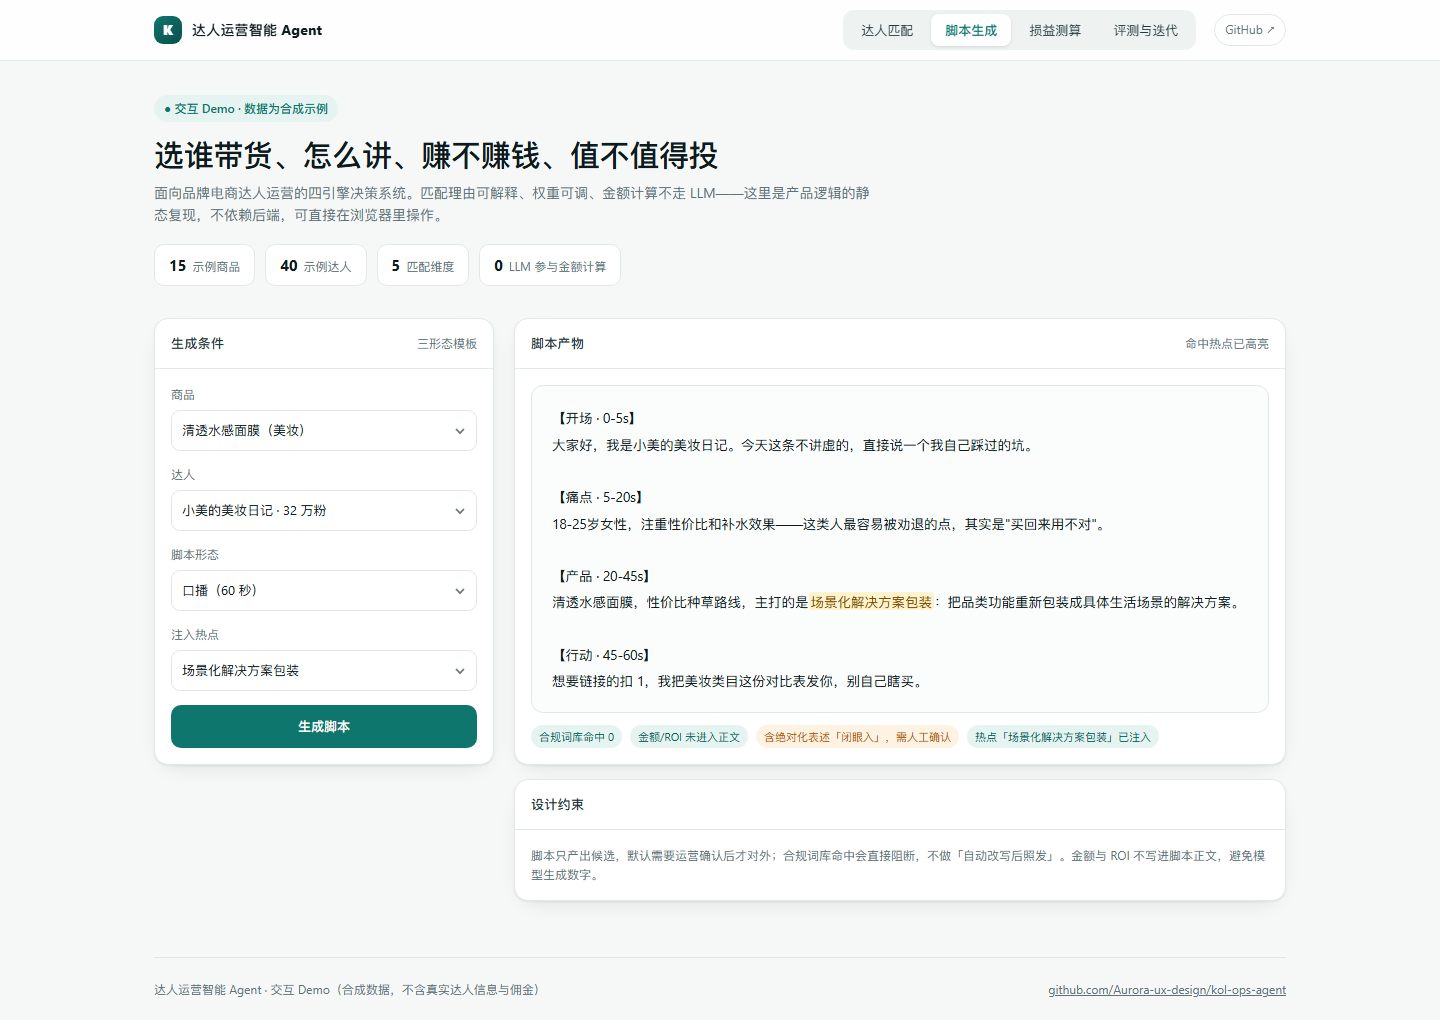 K 达人运营智能 Agent
达人匹配 脚本生成 损益测算 评测与迭代 GitHub ↗
● 交互 Demo · 数据为合成示例
选谁带货、怎么讲、赚不赚钱、值不值得投
面向品牌电商达人运营的四引擎决策系统。匹配理由可解释、权重可调、金额计算不走 LLM——这里是产品逻辑的静
态复现，不依赖后端，可直接在浏览器里操作。
15 示例商品 40 示例达人 5 匹配维度 0 LLM 参与金额计算
生成条件 三形态模板
商品
清透水感面膜（美妆）
达人
小美的美妆日记 · 32 万粉
脚本形态
口播（60 秒）
注入热点
场景化解决方案包装
生成脚本
脚本产物 命中热点已高亮
【开场 · 0-5s】
大家好，我是小美的美妆日记。今天这条不讲虚的，直接说一个我自己踩过的坑。
【痛点 · 5-20s】
18-25岁女性，注重性价比和补水效果——这类人最容易被劝退的点，其实是"买回来用不对"。
【产品 · 20-45s】
清透水感面膜，性价比种草路线，主打的是场景化解决方案包装：把品类功能重新包装成具体生活场景的解决方案。
【行动 · 45-60s】
想要链接的扣 1，我把美妆类目这份对比表发你，别自己瞎买。
合规词库命中 0 金额/ROI 未进入正文 含绝对化表述「闭眼入」，需人工确认 热点「场景化解决方案包装」已注入
设计约束
脚本只产出候选，默认需要运营确认后才对外；合规词库命中会直接阻断，不做「自动改写后照发」。金额与 ROI 不写进脚本正文，避免模
型生成数字。
达人运营智能 Agent · 交互 Demo（合成数据，不含真实达人信息与佣金）
github.com/Aurora-ux-design/kol-ops-agent